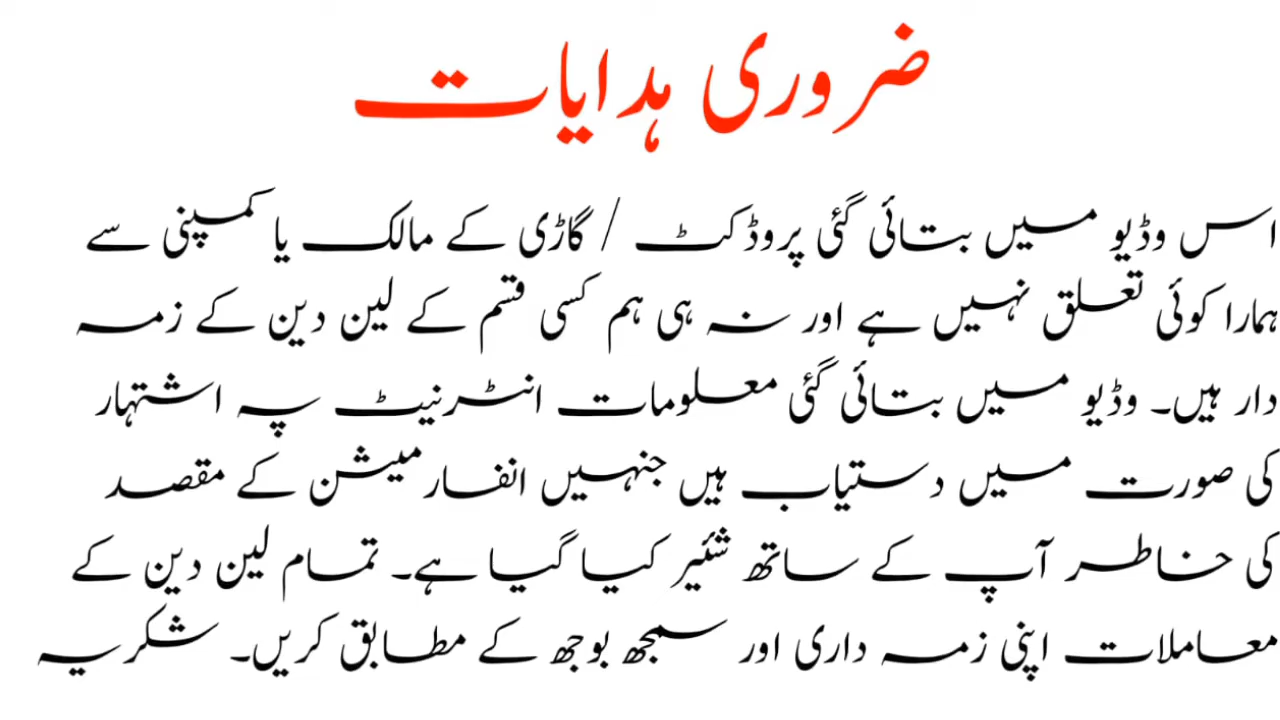 ضروری ہدایات
اس وڈیو میں بتائی گئی پروڈکٹ / گاڑی کے مالک یا کمپنی سے
ہمارا کوئی تعلق نہیں ہے اور نہ ہی ہم کسی قسم کے لین دین کے زمہ
دار ہیں۔ وڈیو میں بتائی گئی معلومات انٹرنیٹ پہ اشتہار
کی صورت میں دستیاب ہیں جنہیں انفارمیشن کے مقصد
کی خاطر آپ کے ساتھ شئیر کیا گیا ہے۔ تمام لین دین کے
معاملات اپنی زمہ داری اور سمجھ بوجھ کے مطابق کریں۔ شکریہ